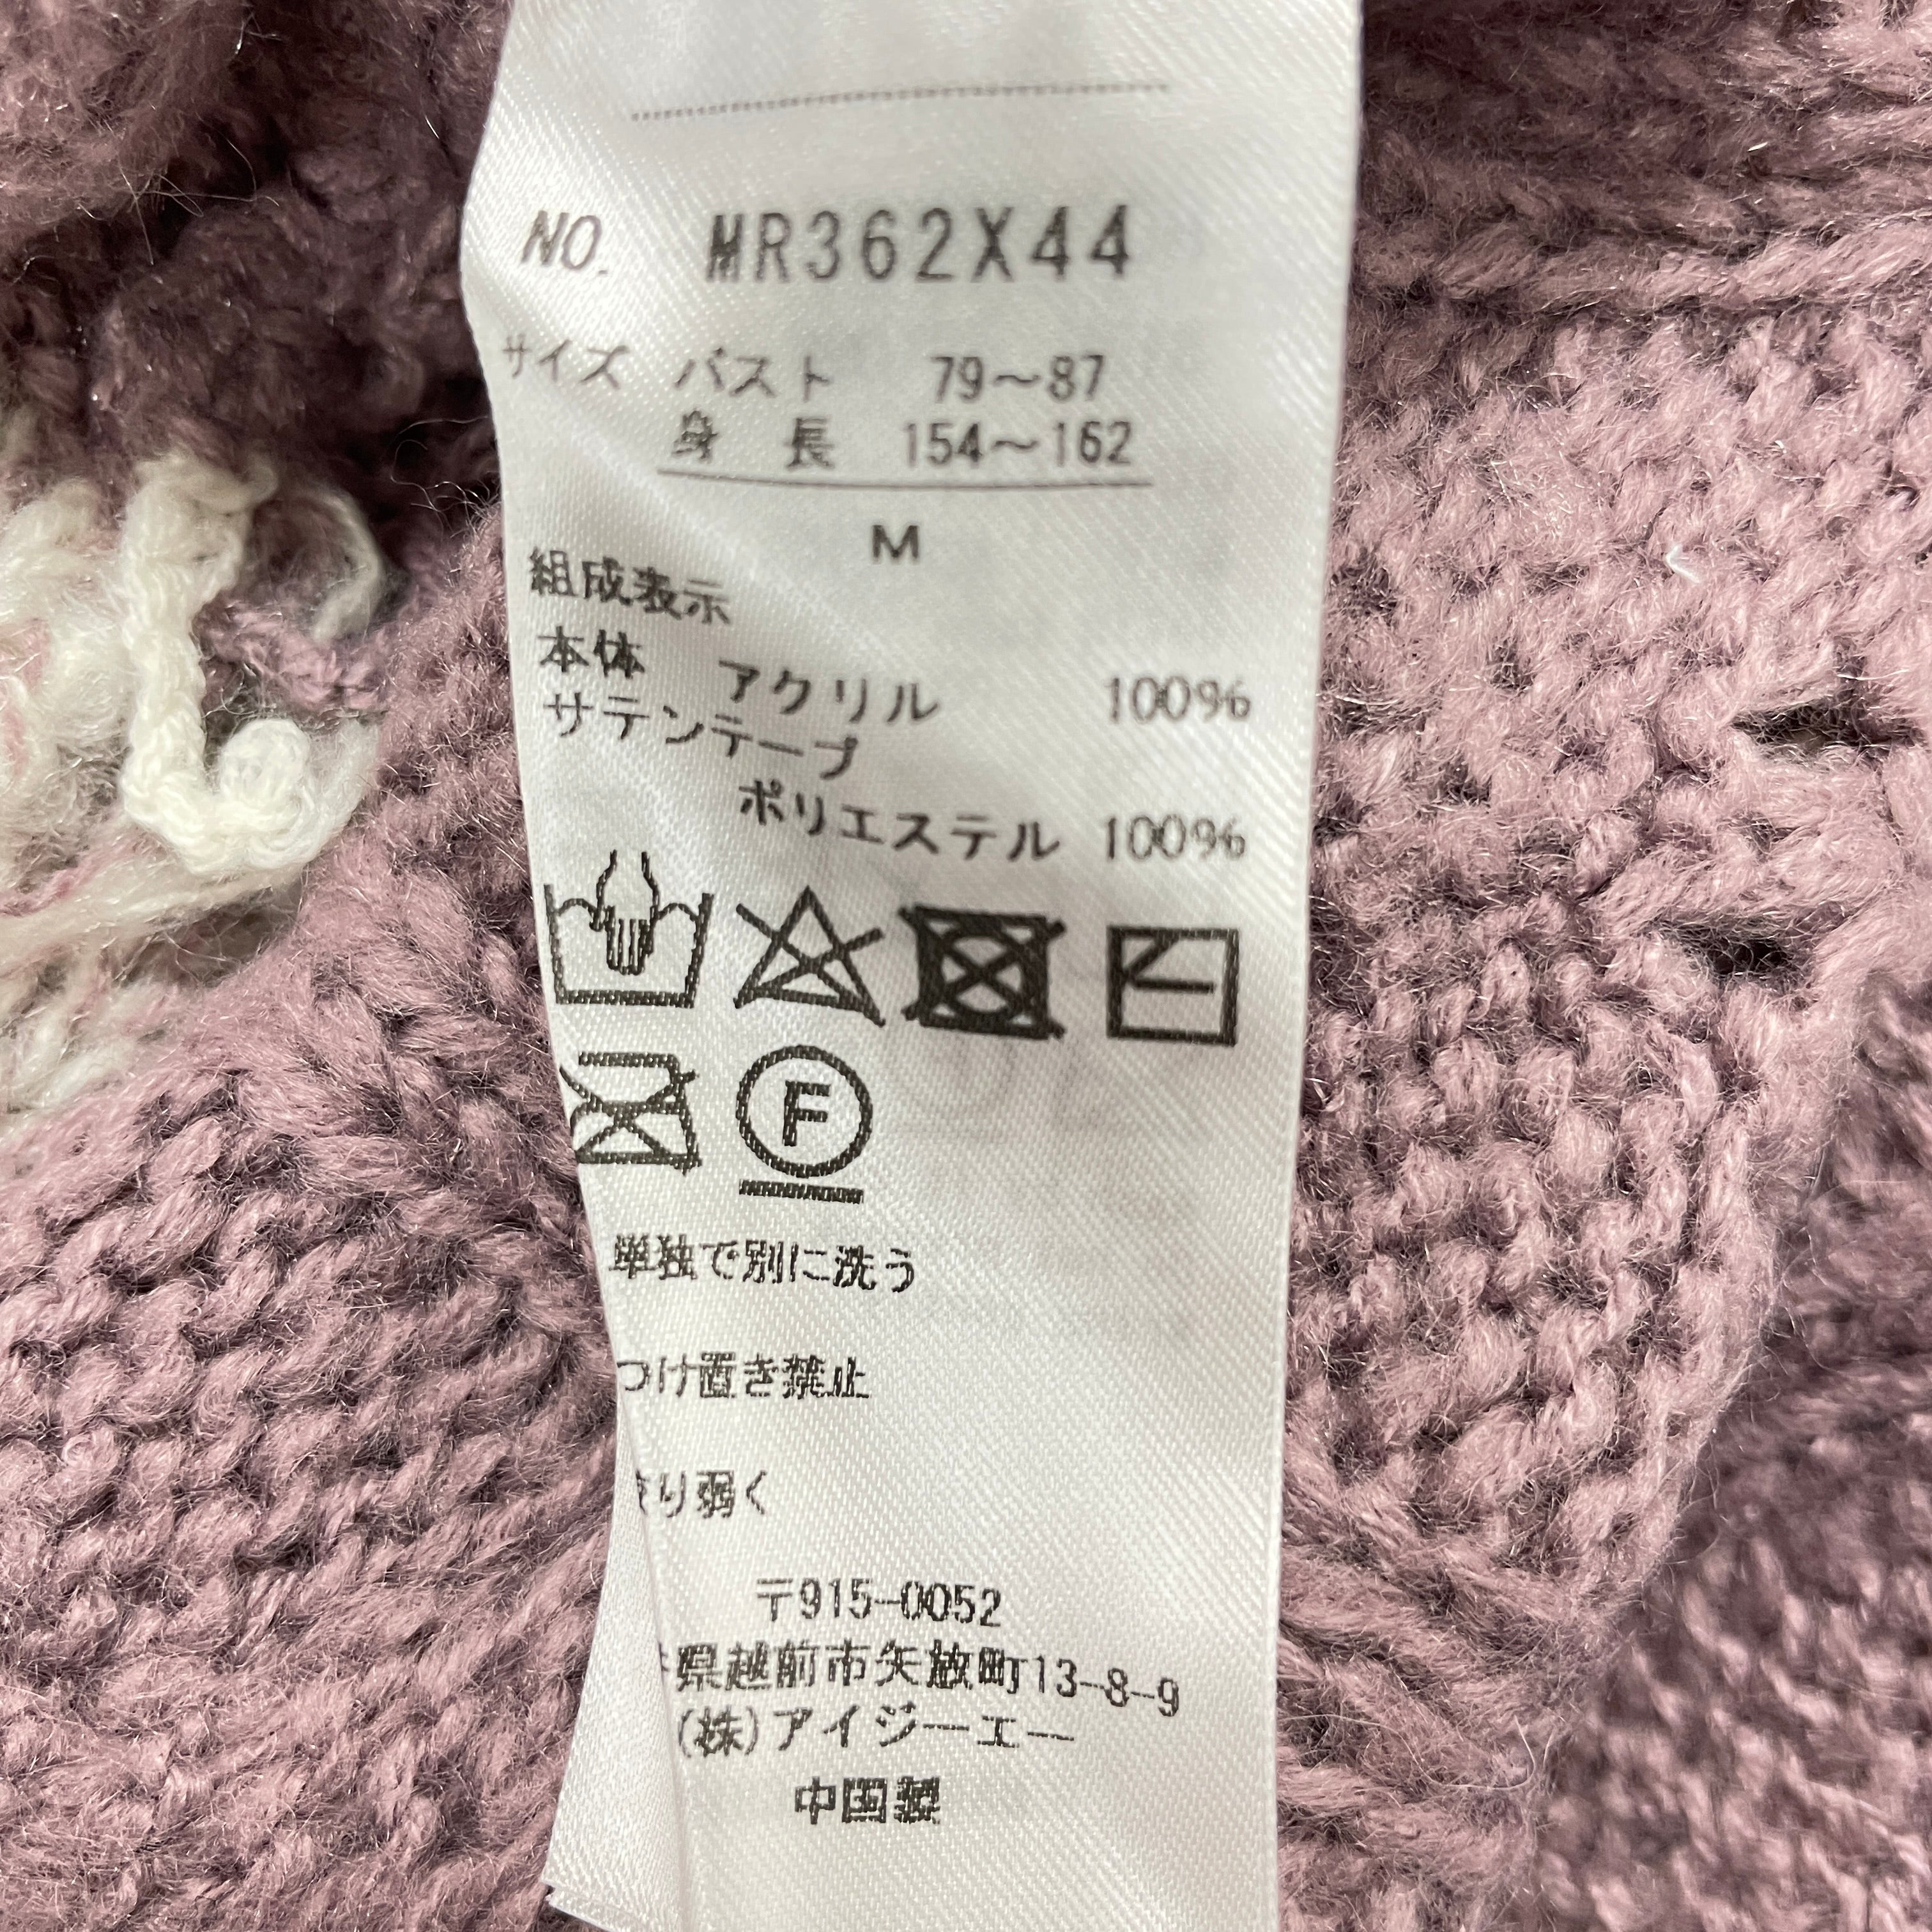 NO. MR362X44
サイズ バスト 79～87
身 長 154～162
M
組成表示
本体 アクリル 100%
サテンテープ
ポリエステル 100%
F
単独で別に洗う
つけ置き禁止
り弱く
〒915-0052
県越前市矢放町13-8-9
(株)アイジーエー
中国製